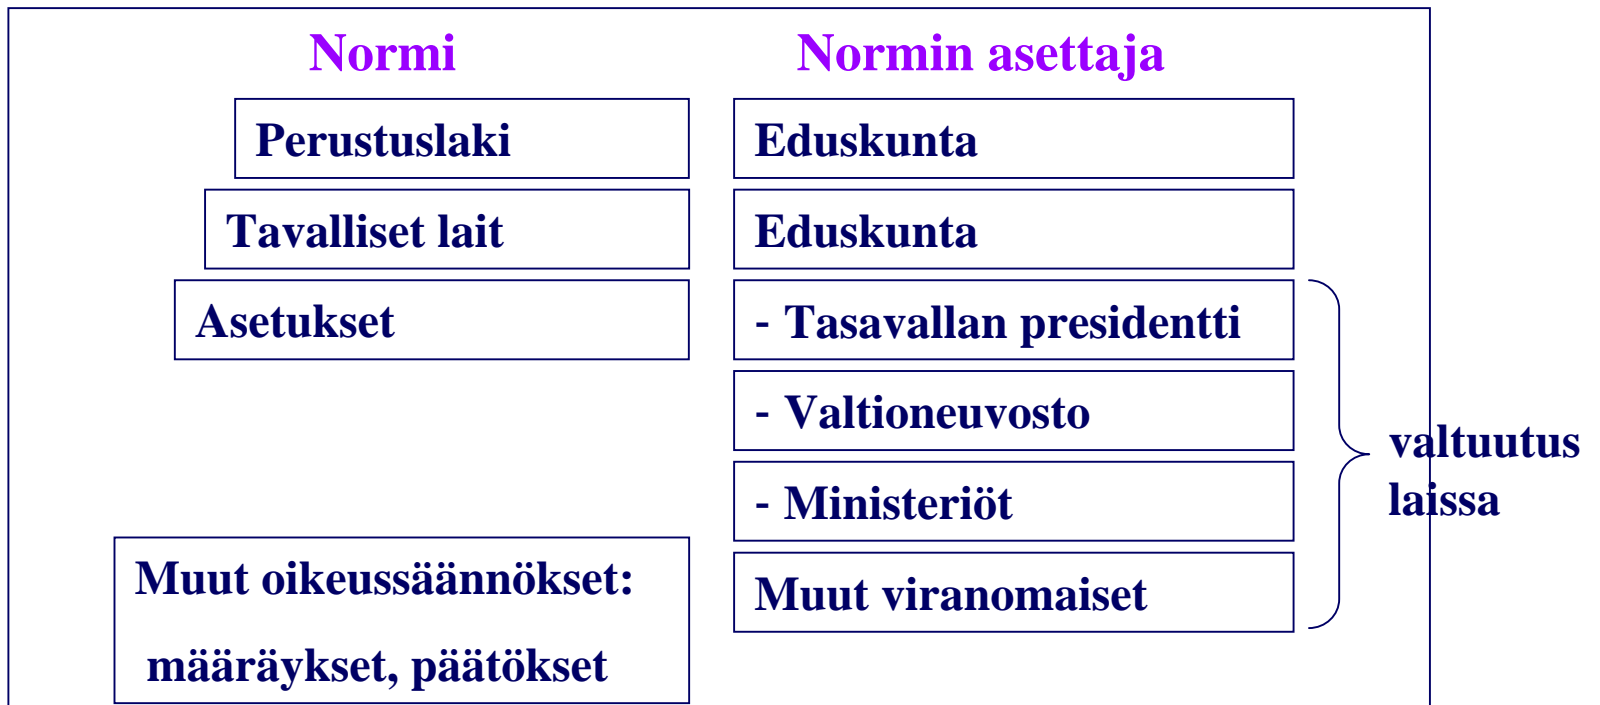 Normi Normin asettaja
Perustuslaki Eduskunta
Tavalliset lait Eduskunta
Asetukset - Tasavallan presidentti
- Valtioneuvosto
valtuutus
laissa
- Ministeriöt
Muut oikeussäännökset:
määräykset, päätökset
Muut viranomaiset